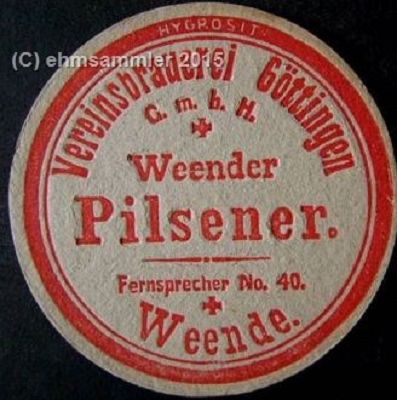 HYGROSIT
(C) ehmsammler 2015
Vereinsbrauerei Göttingen
G. m. b. H.
Weender
Pilsener.
Fernsprecher No. 40.
Weende.